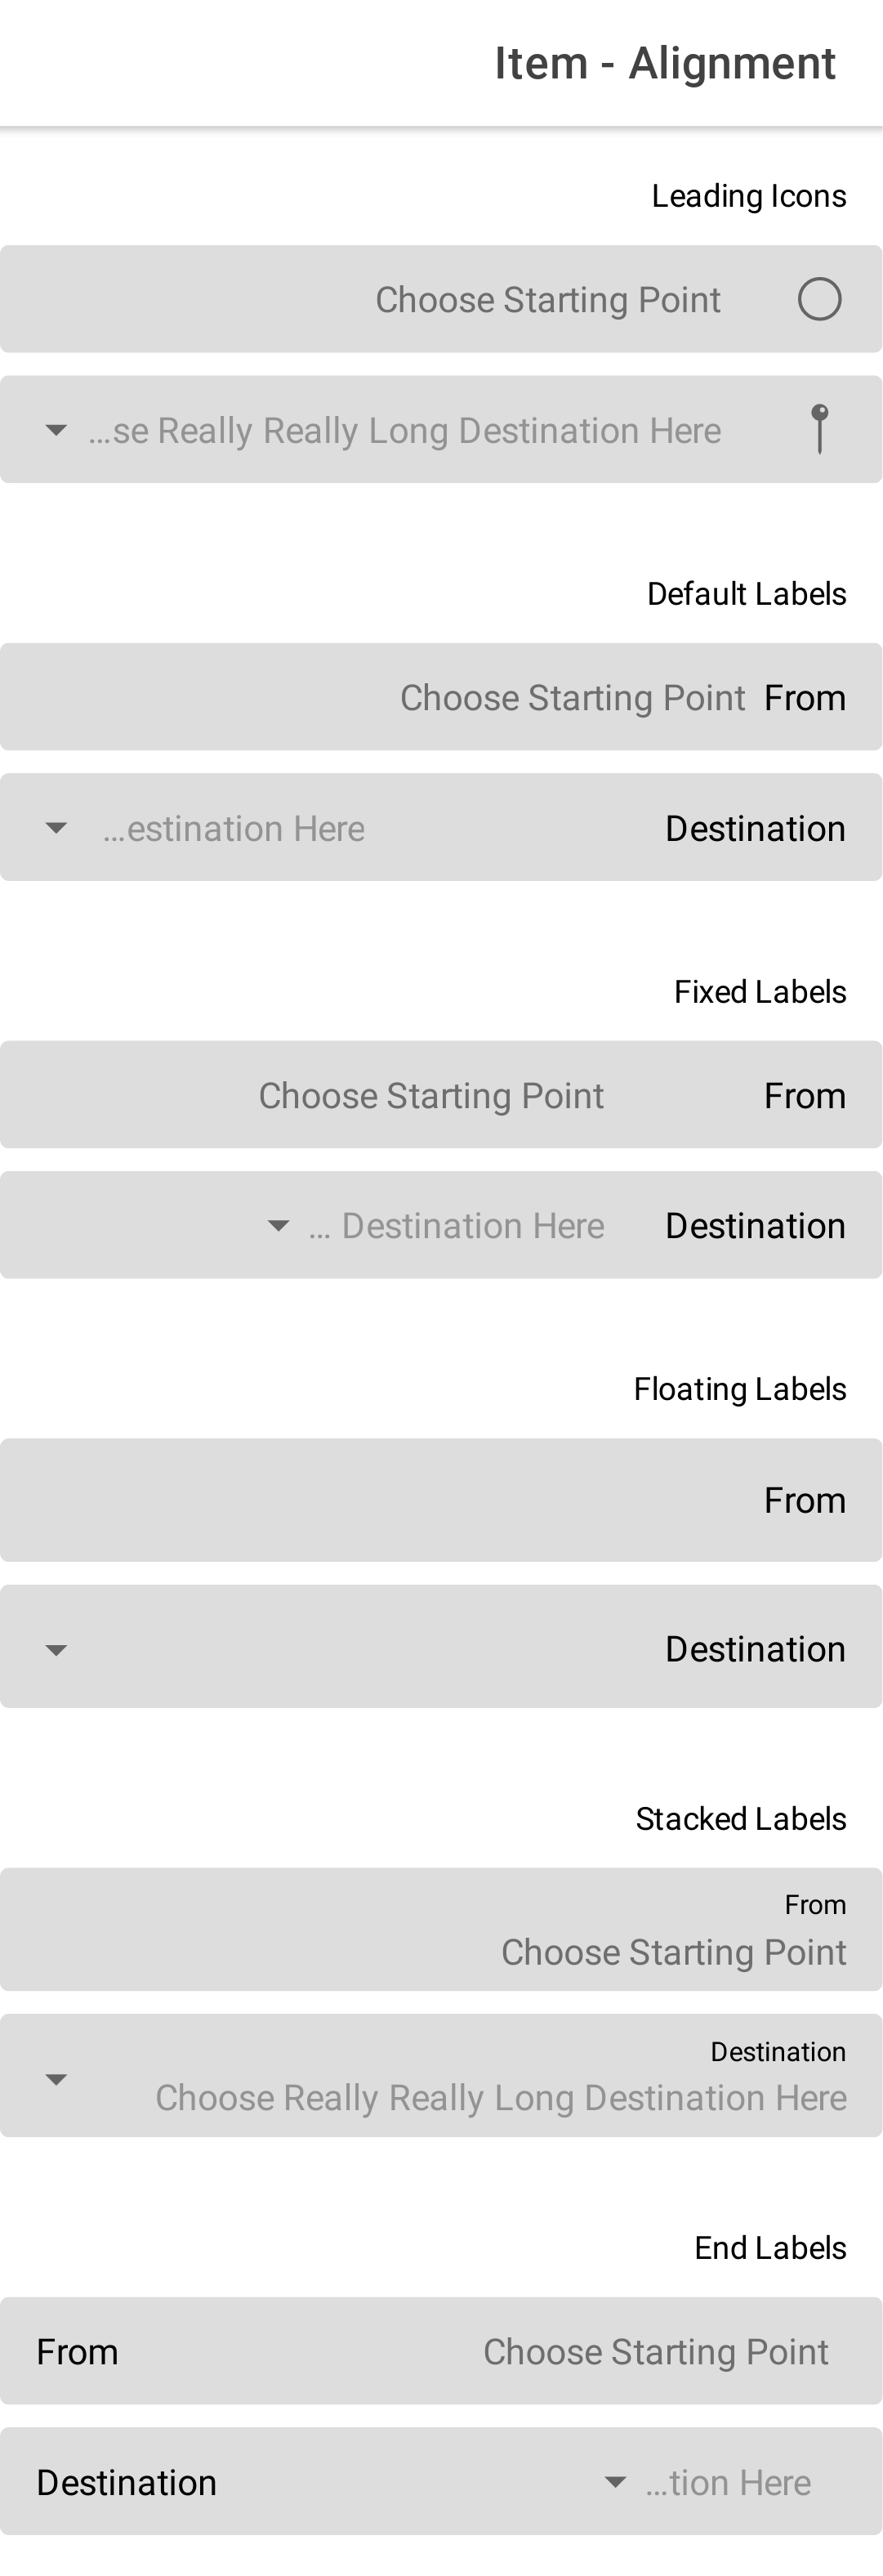 Item - Alignment
Leading Icons
Choose Starting Point
...se Really Really Long Destination Here
Default Labels
From Choose Starting Point
Destination ...estination Here
Fixed Labels
From Choose Starting Point
Destination ... Destination Here
Floating Labels
From
Destination
Stacked Labels
From
Choose Starting Point
Destination
Choose Really Really Long Destination Here
End Labels
Choose Starting Point From
...tion Here Destination